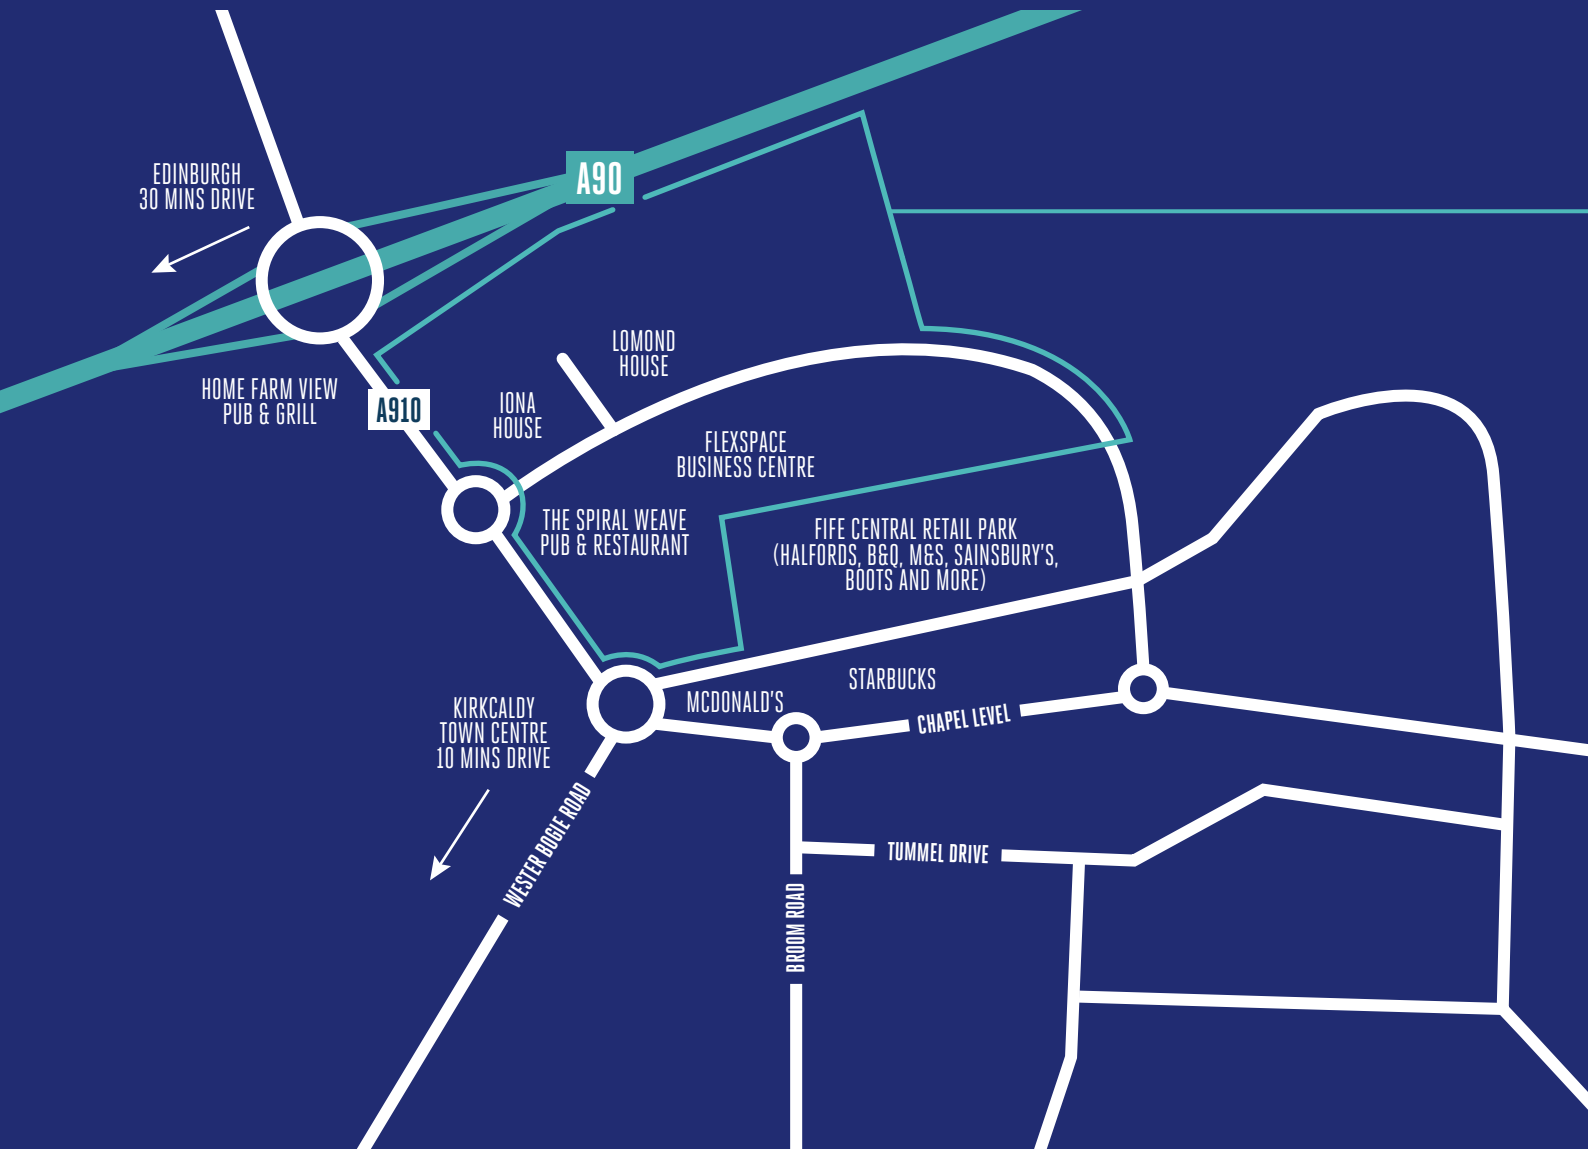 EDINBURGH
30 MINS DRIVE
A90
HOME FARM VIEW
PUB & GRILL
A910
IONA
HOUSE
LOMOND
HOUSE
FLEXSPACE
BUSINESS CENTRE
THE SPIRAL WEAVE
PUB & RESTAURANT
FIFE CENTRAL RETAIL PARK
(HALFORDS, B&Q, M&S, SAINSBURY'S,
BOOTS AND MORE)
STARBUCKS
MCDONALD'S
CHAPEL LEVEL
KIRKCALDY
TOWN CENTRE
10 MINS DRIVE
WESTER BOGIE ROAD
TUMMEL DRIVE
BROOM ROAD